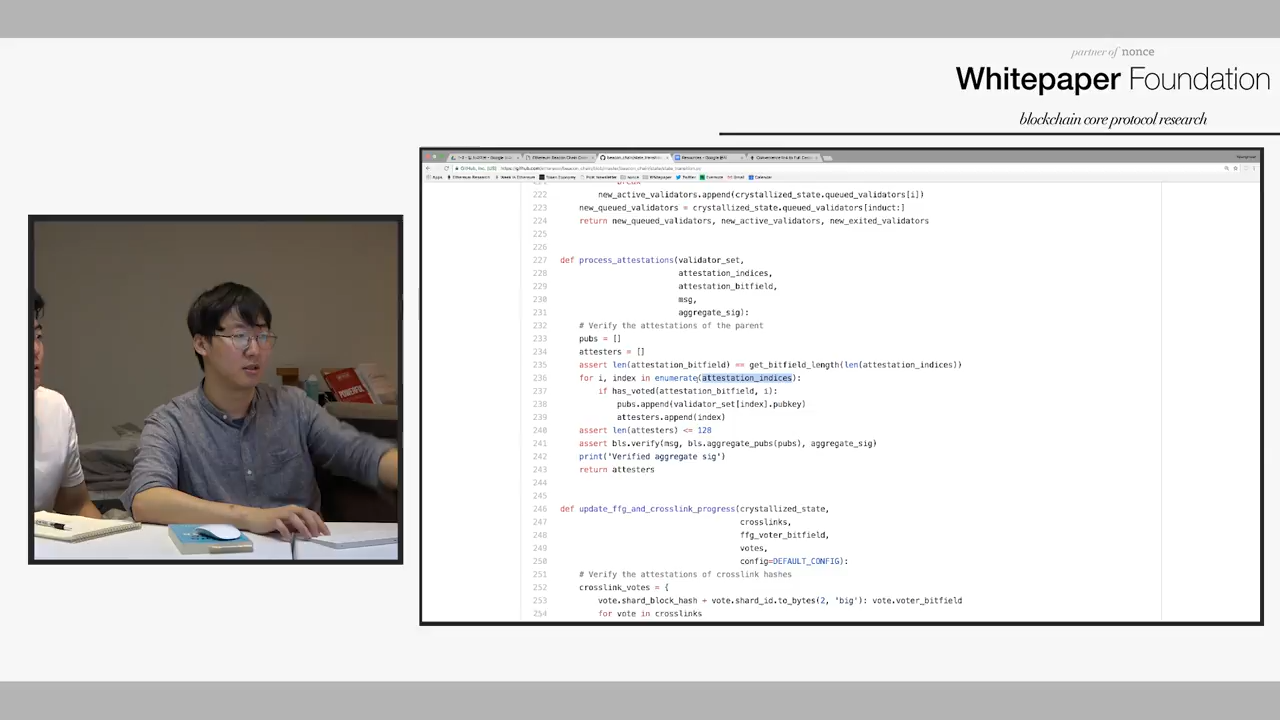 partner of nonce
Whitepaper Foundation
blockchain core protocol research
222 new_active_validators.append(crystallized_state.queued_validators[i])
223 new_queued_validators = crystallized_state.queued_validators[induct:]
224 return new_queued_validators, new_active_validators, new_exited_validators
225
226
227 def process_attestations(validator_set,
228 attestation_indices,
229 attestation_bitfield,
230 msg,
231 aggregate_sig):
232 # Verify the attestations of the parent
233 pubs = []
234 attesters = []
235 assert len(attestation_bitfield) == get_bitfield_length(len(attestation_indices))
236 for i, index in enumerate(attestation_indices):
237 if has_voted(attestation_bitfield, i):
238 pubs.append(validator_set[index].pubkey)
239 attesters.append(index)
240 assert len(attesters) <= 128
241 assert bls.verify(msg, bls.aggregate_pubs(pubs), aggregate_sig)
242 print('Verified aggregate sig')
243 return attesters
244
245
246 def update_ffg_and_crosslink_progress(crystallized_state,
247 crosslinks,
248 ffg_voter_bitfield,
249 votes,
250 config=DEFAULT_CONFIG):
251 # Verify the attestations of crosslink hashes
252 crosslink_votes = {
253 vote.shard_block_hash + vote.shard_id.to_bytes(2, 'big'): vote.voter_bitfield
254 for vote in crosslinks
POWERFUL